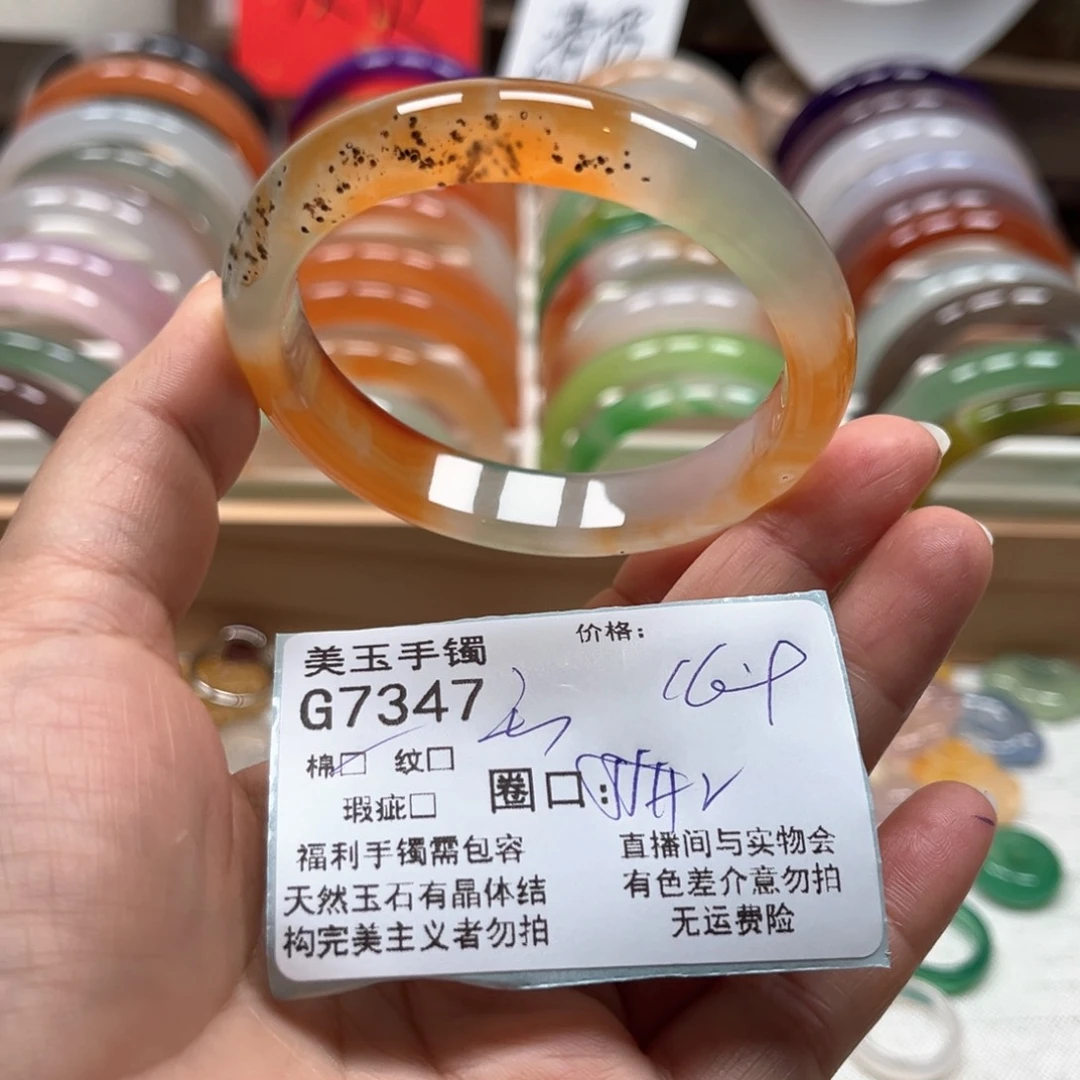 美玉手镯
价格：
G7347
棉□ 纹□
圈口：
瑕疵□
福利手镯需包容
天然玉石有晶体结
构完美主义者勿拍
直播间与实物会
有色差介意勿拍
无运费险